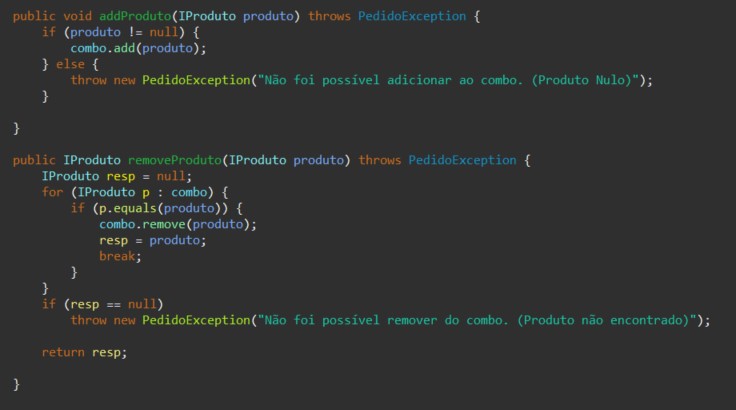 public void addProduto(IProduto produto) throws PedidoException {
    if (produto != null) {
        combo.add(produto);
    } else {
        throw new PedidoException("Não foi possível adicionar ao combo. (Produto Nulo)");
    }

}

public IProduto removeProduto(IProduto produto) throws PedidoException {
    IProduto resp = null;
    for (IProduto p : combo) {
        if (p.equals(produto)) {
            combo.remove(produto);
            resp = produto;
            break;
        }
    }
    if (resp == null)
        throw new PedidoException("Não foi possível remover do combo. (Produto não encontrado)");

    return resp;

}